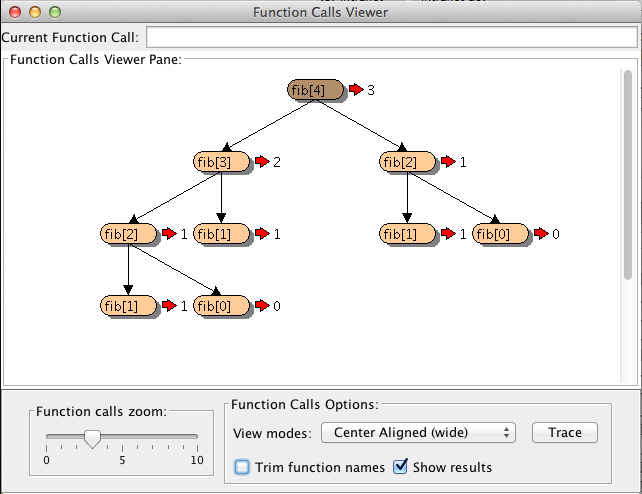 Function Calls Viewer
Current Function Call:
Function Calls Viewer Pane:
fib[4] 3
fib[3] 2 fib[2] 1
fib[2] 1 fib[1] 1 fib[1] 1 fib[0] 0
fib[1] 1 fib[0] 0
Function calls zoom:
0 5 10
Function Calls Options:
View modes: Center Aligned (wide) Trace
Trim function names Show results